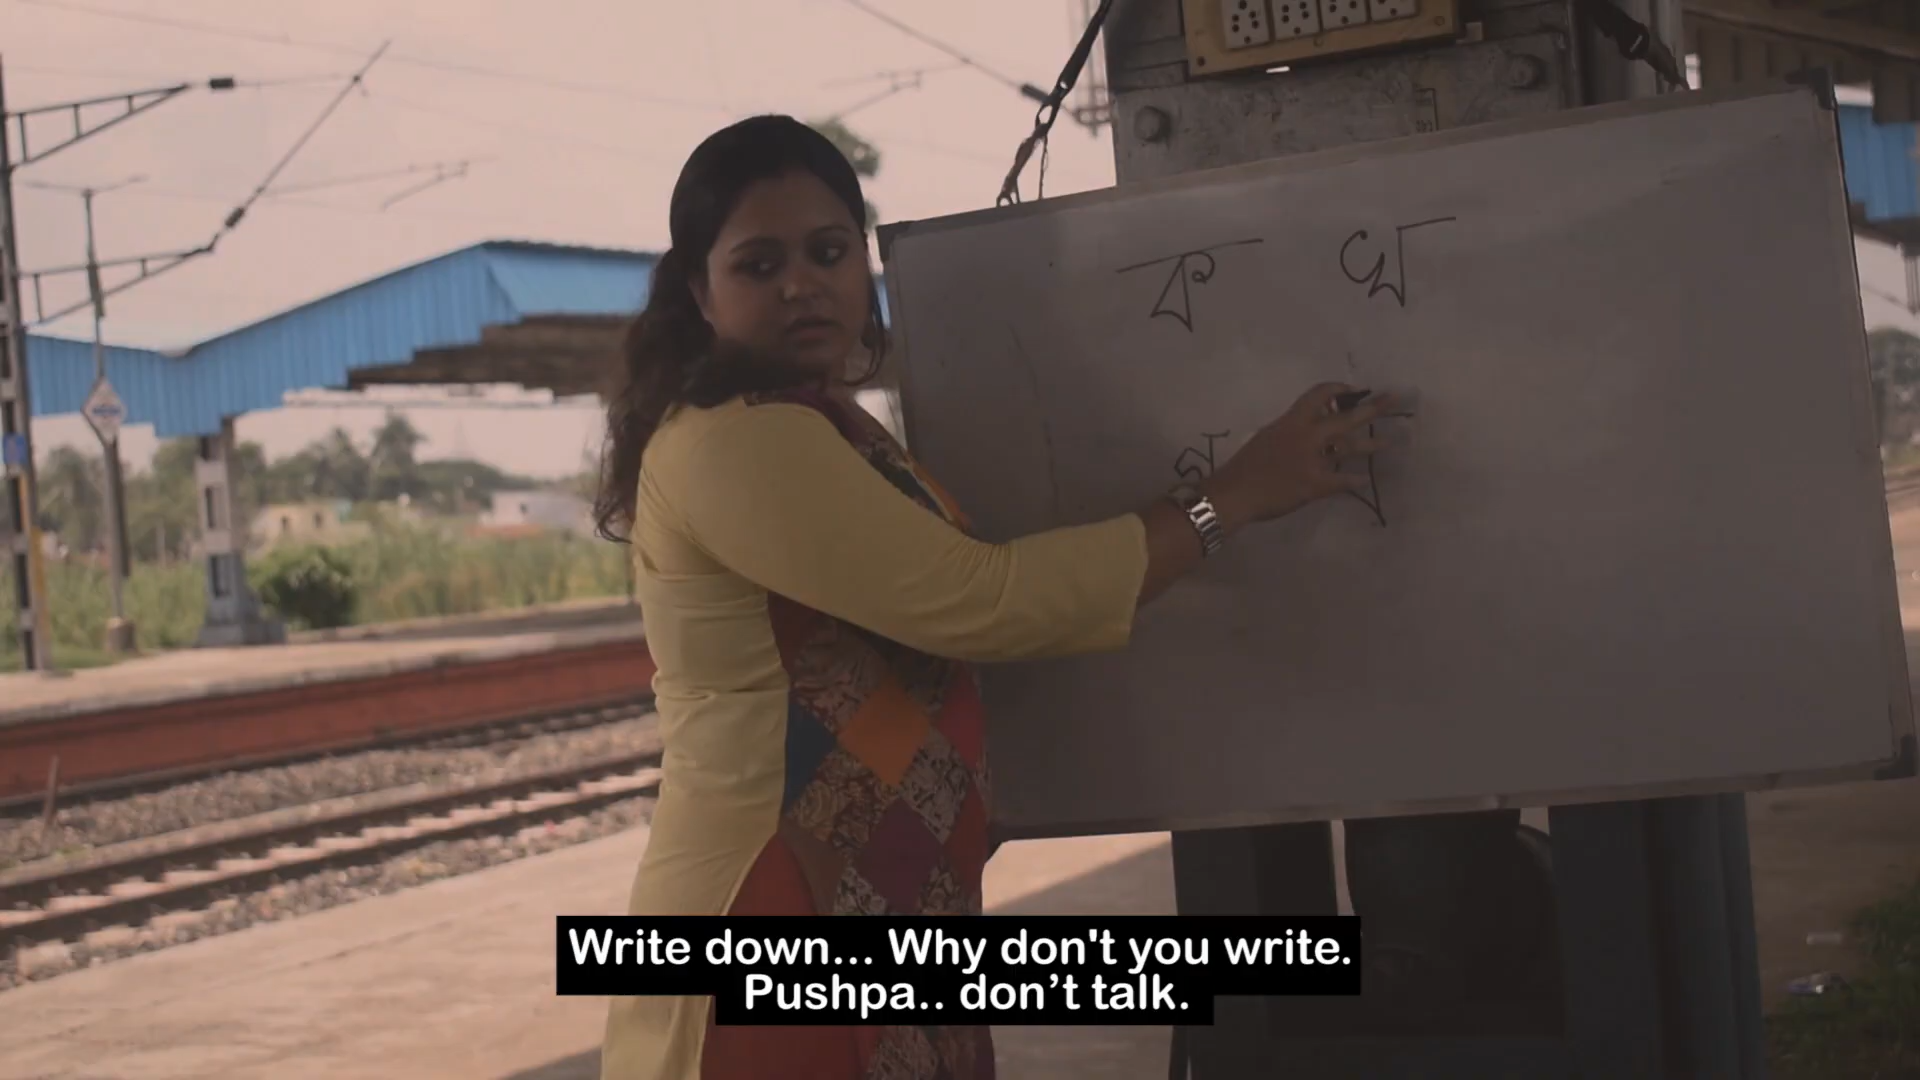 ক খ
Write down... Why don't you write.
Pushpa.. don’t talk.